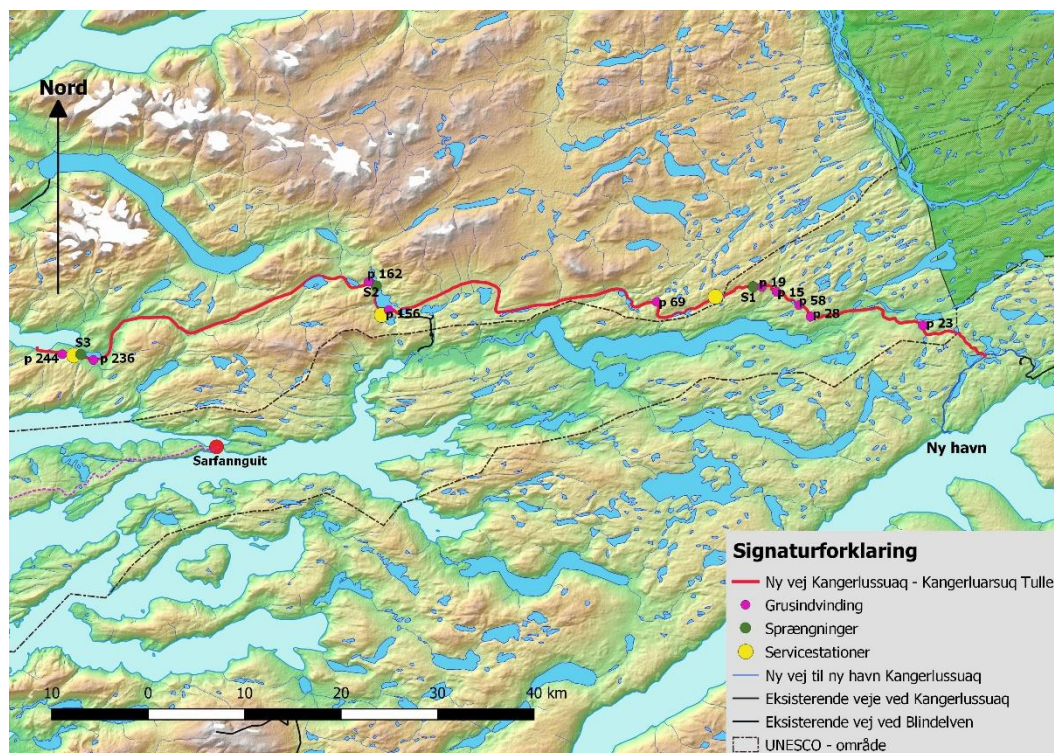 Nord
p 162
S2
p 156
p 69
S1
p 19
p 15
p 58
p 28
p 23
S3
p 244
p 236
Sarfannguit
Ny havn
Signaturforklaring
Ny vej Kangerlussuaq - Kangerluarsuq Tulle
Grusindvinding
Sprængninger
Servicestationer
Ny vej til ny havn Kangerlussuaq
Eksisterende veje ved Kangerlussuaq
Eksisterende vej ved Blindelven
UNESCO - område
10 0 10 20 30 40 km